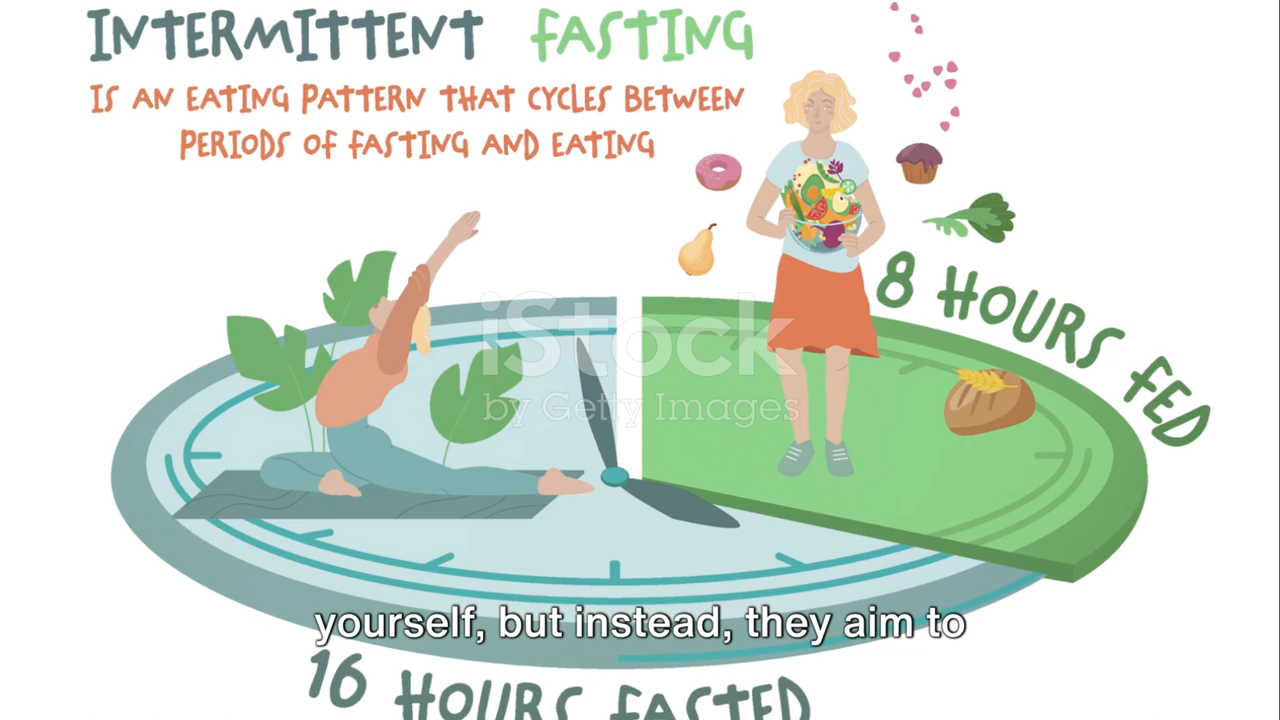 INTERMITTENT FASTING
IS AN EATING PATTERN THAT CYCLES BETWEEN
PERIODS OF FASTING AND EATING
8 HOURS FED
iStock
by Getty Images
yourself, but instead, they aim to
16 HOURS FASTED